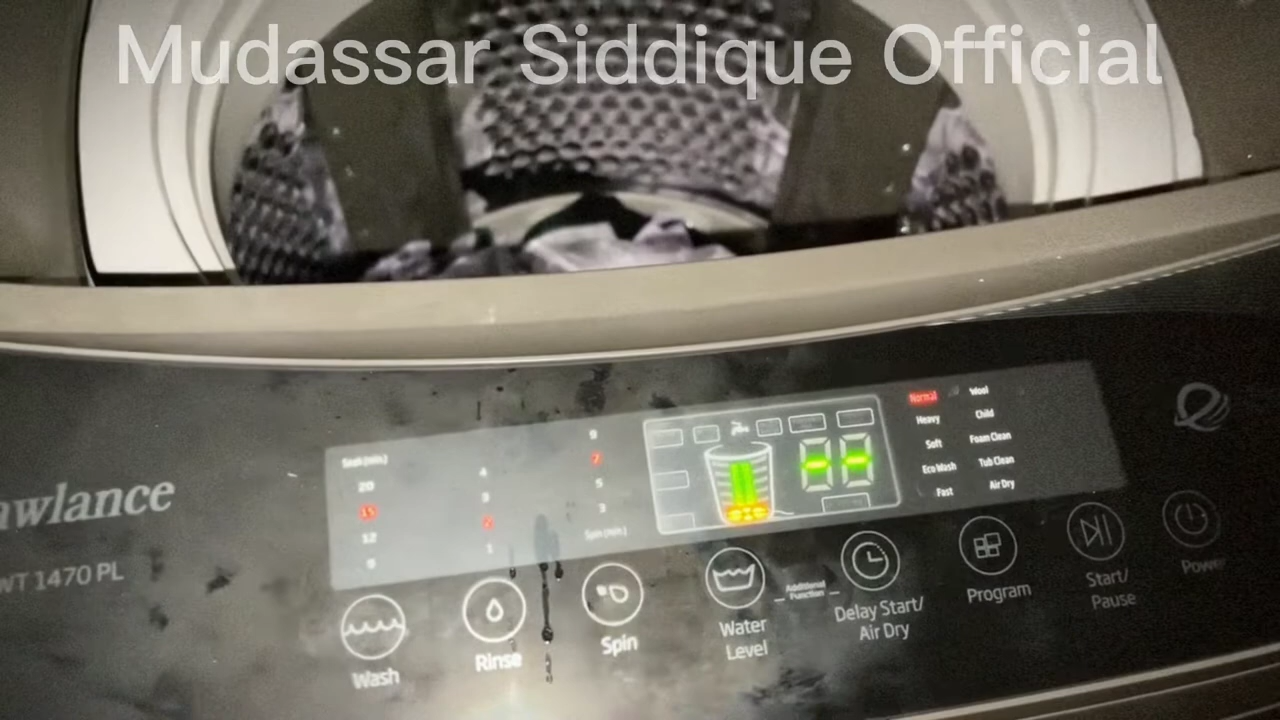 Mudassar Siddique Official
awlance
WT 1470 PL
Soak (min.)
20
15
12
9
4
3
2
1
9
7
5
3
Spin (min.)
Normal
Heavy
Soft
Eco Wash
Fast
Wool
Child
Foam Clean
Tub Clean
Air Dry
Wash
Rinse
Spin
Water
Level
Additional
Function
Delay Start/
Air Dry
Program
Start/
Pause
Power